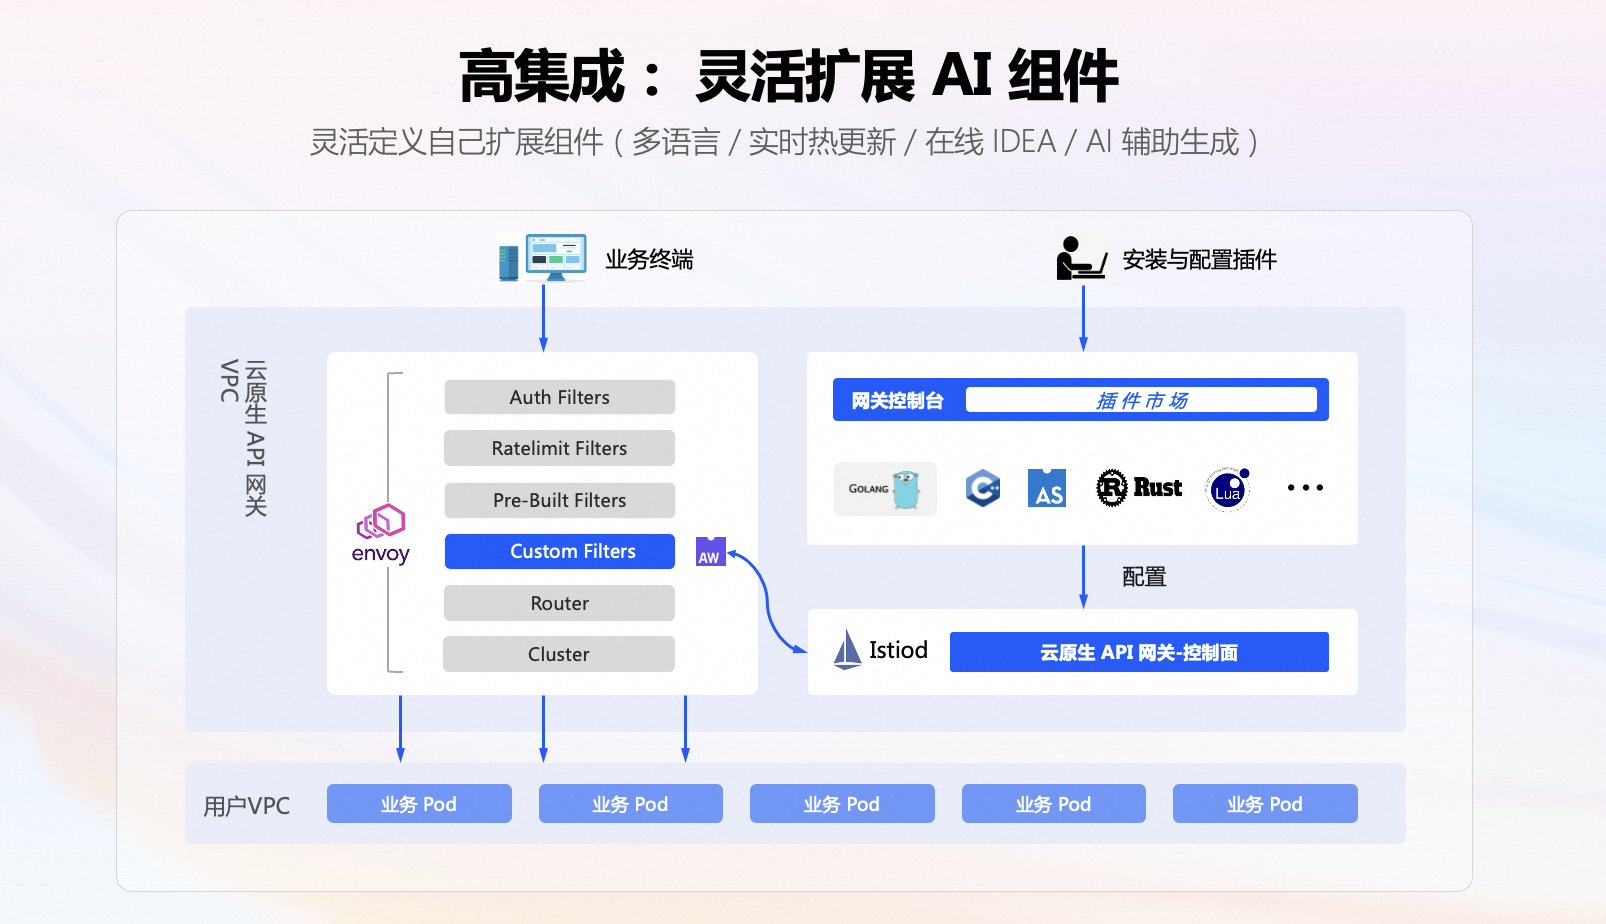 高集成： 灵活扩展 AI 组件
灵活定义自己扩展组件（多语言 / 实时热更新 / 在线 IDEA / AI 辅助生成）
业务终端
安装与配置插件
云原生 API 网关
VPC
envoy
Auth Filters
Ratelimit Filters
Pre-Built Filters
Custom Filters
Router
Cluster
AW
网关控制台
插件市场
GOLANG
C++
AS
R
Rust
Lua
•••
配置
Istiod
云原生 API 网关-控制面
用户VPC
业务 Pod
业务 Pod
业务 Pod
业务 Pod
业务 Pod